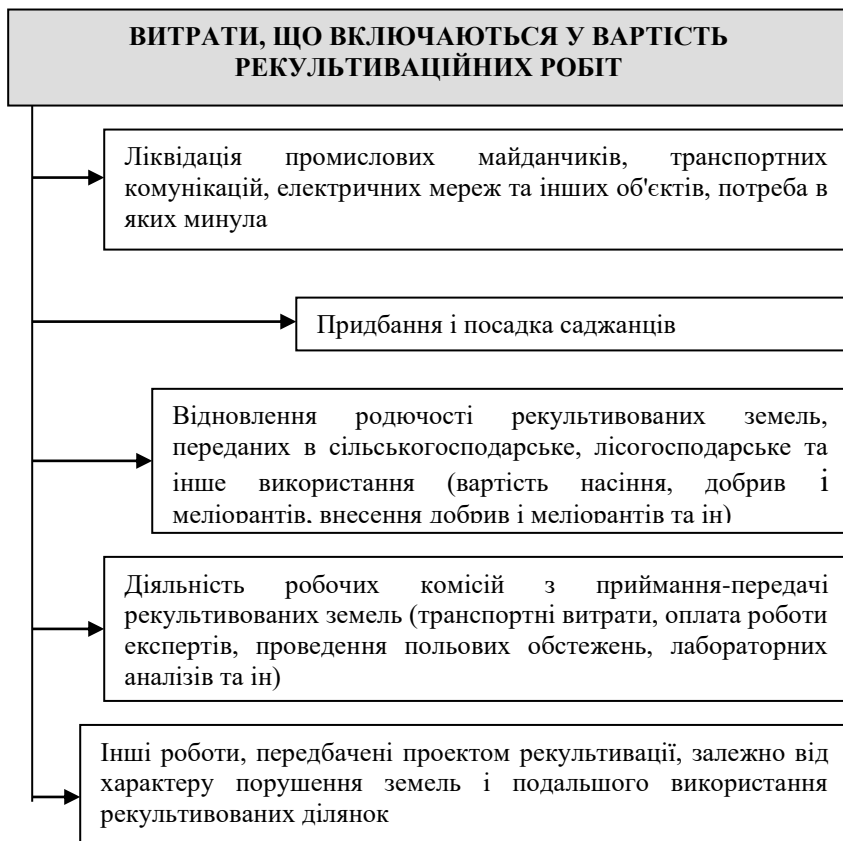 ВИТРАТИ, ЩО ВКЛЮЧАЮТЬСЯ У ВАРТІСТЬ
РЕКУЛЬТИВАЦІЙНИХ РОБІТ
Ліквідація промислових майданчиків, транспортних
комунікацій, електричних мереж та інших об'єктів, потреба в
яких минула
Придбання і посадка саджанців
Відновлення родючості рекультивованих земель,
переданих в сільськогосподарське, лісогосподарське та
інше використання (вартість насіння, добрив і
меліорантів, внесення добрив і меліорантів та ін)
Діяльність робочих комісій з приймання-передачі
рекультивованих земель (транспортні витрати, оплата роботи
експертів, проведення польових обстежень, лабораторних
аналізів та ін)
Інші роботи, передбачені проектом рекультивації, залежно від
характеру порушення земель і подальшого використання
рекультивованих ділянок